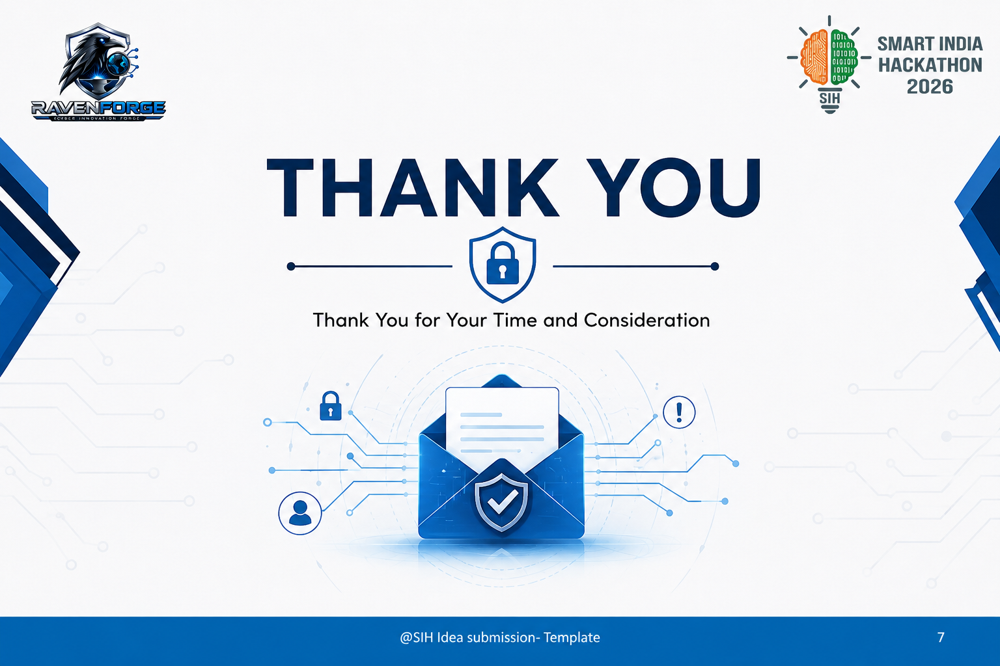 RAVENFORGE
SMART INDIA
HACKATHON
2026
SIH
THANK YOU
Thank You for Your Time and Consideration
@SIH Idea submission- Template
7